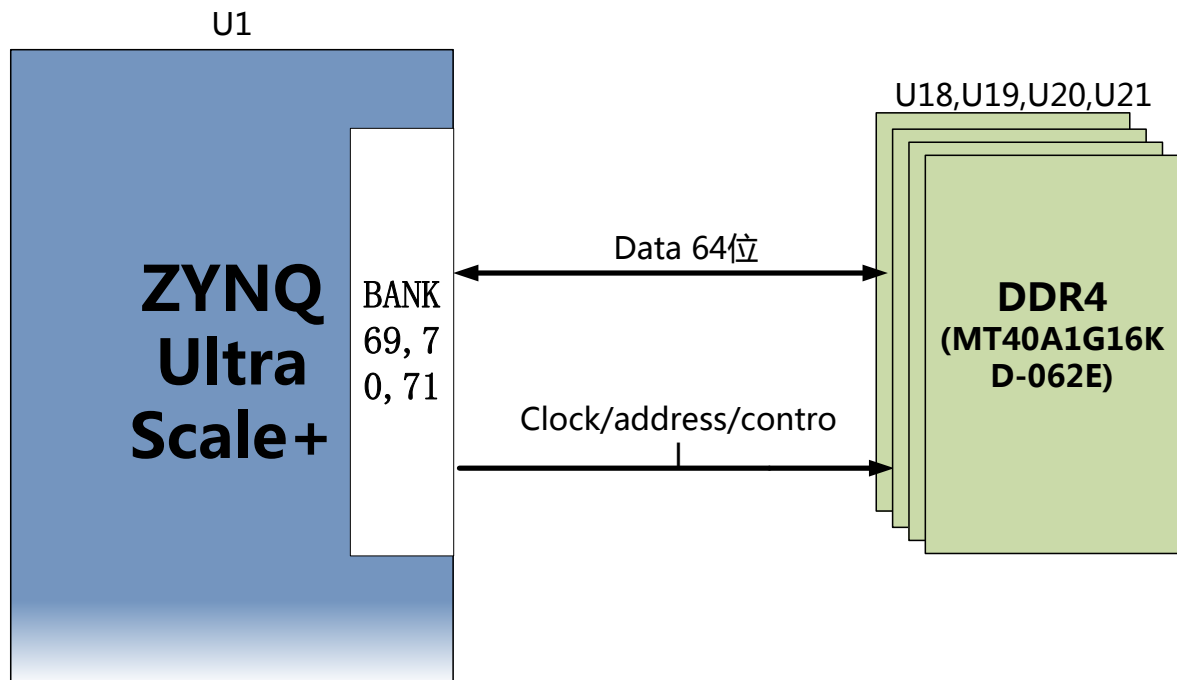 U1
U18,U19,U20,U21
ZYNQ
Ultra
Scale+
BANK
69, 7
0, 71
Data 64位
Clock/address/contro
l
DDR4
(MT40A1G16K
D-062E)